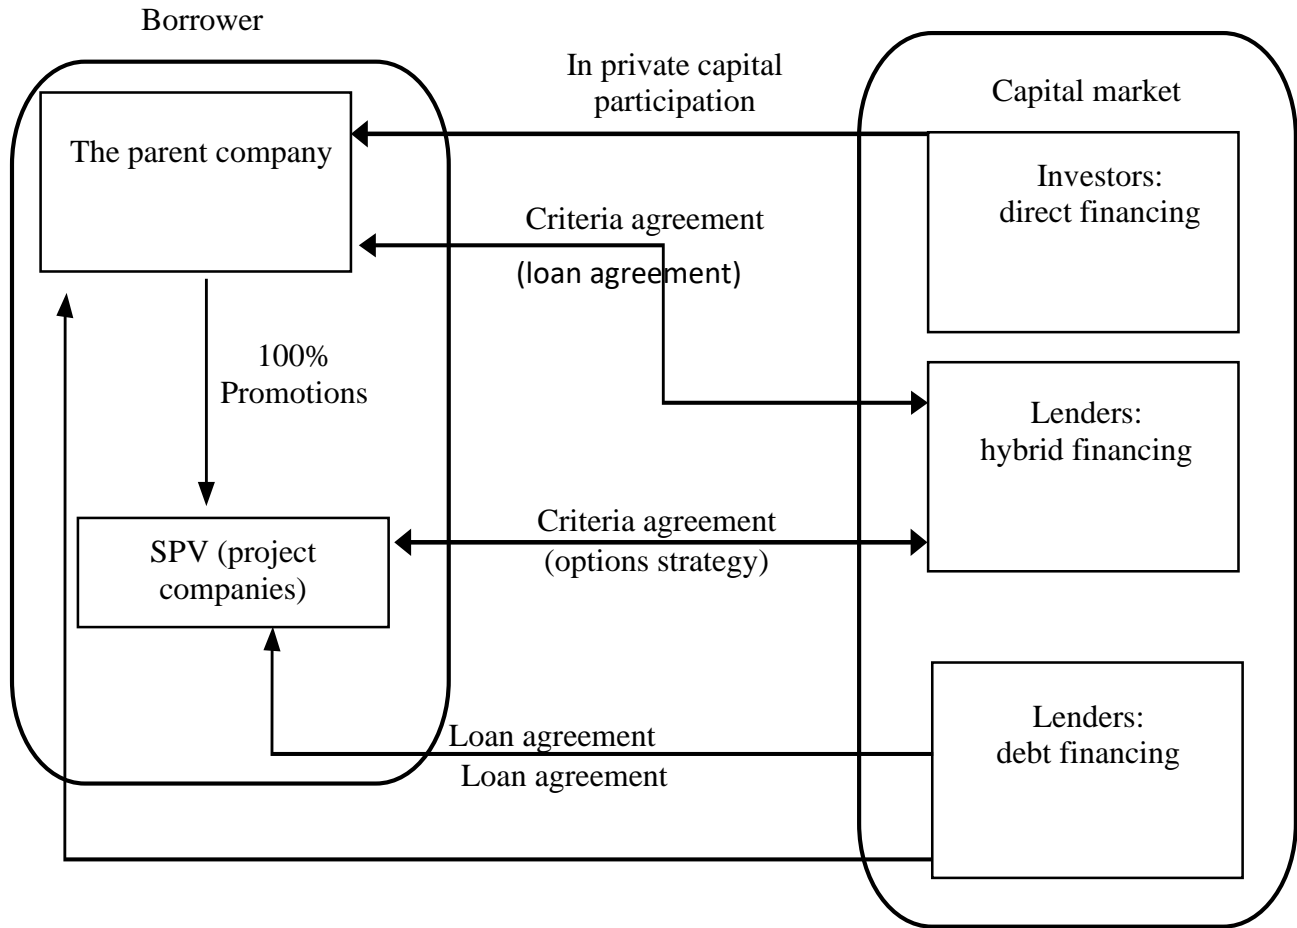 Borrower
In private capital
participation
Capital market
The parent company
Investors:
direct financing
Criteria agreement
(loan agreement)
100%
Promotions
Lenders:
hybrid financing
SPV (project
companies)
Criteria agreement
(options strategy)
Lenders:
debt financing
Loan agreement
Loan agreement